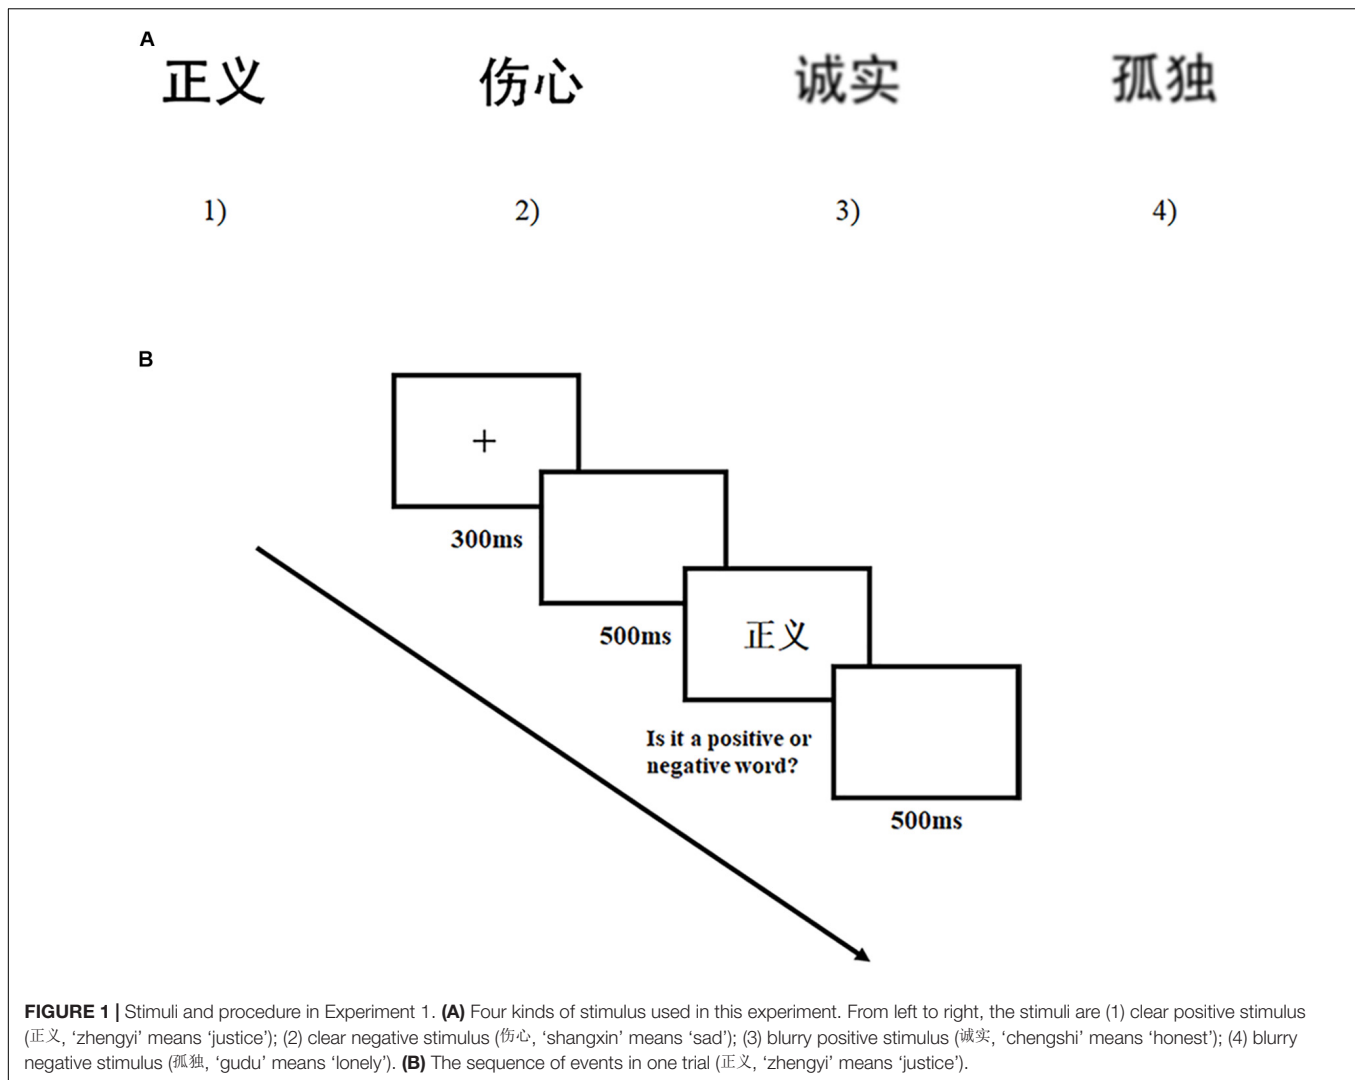 A
正义 伤心 诚实 孤独
1) 2) 3) 4)
B
+
300ms
500ms
正义
Is it a positive or
negative word?
500ms
FIGURE 1 | Stimuli and procedure in Experiment 1. (A) Four kinds of stimulus used in this experiment. From left to right, the stimuli are (1) clear positive stimulus
(正义, ‘zhengyi’ means ‘justice’); (2) clear negative stimulus (伤心, ‘shangxin’ means ‘sad’); (3) blurry positive stimulus (诚实, ‘chengshi’ means ‘honest’); (4) blurry
negative stimulus (孤独, ‘gudu’ means ‘lonely’). (B) The sequence of events in one trial (正义, ‘zhengyi’ means ‘justice’).